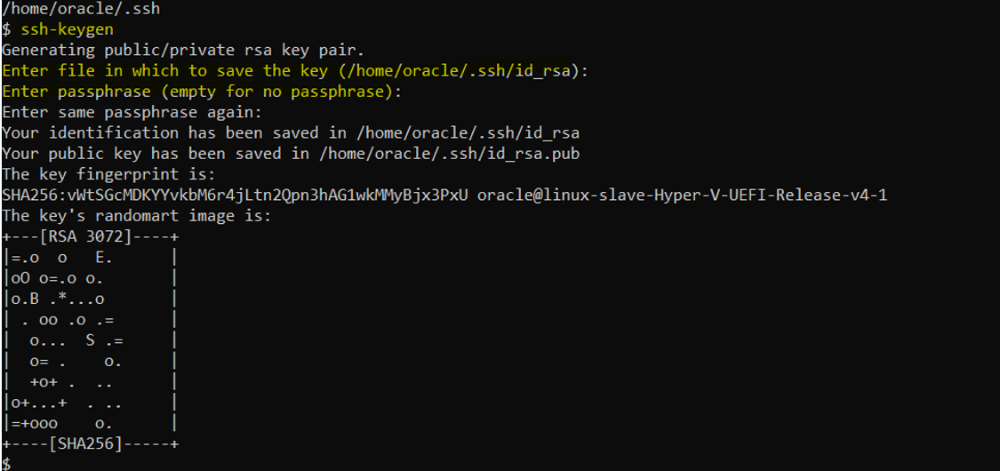 /home/oracle/.ssh
$ ssh-keygen
Generating public/private rsa key pair.
Enter file in which to save the key (/home/oracle/.ssh/id_rsa):
Enter passphrase (empty for no passphrase):
Enter same passphrase again:
Your identification has been saved in /home/oracle/.ssh/id_rsa
Your public key has been saved in /home/oracle/.ssh/id_rsa.pub
The key fingerprint is:
SHA256:vWtSGcMDKYYvkbM6r4jLtn2Qpn3hAG1wkMMyBjx3PxU oracle@linux-slave-Hyper-V-UEFI-Release-v4-1
The key's randomart image is:
+---[RSA 3072]----+
|=.o  o   E.      |
|oO o=.o o.       |
|o.B .*...o       |
| . oo .o .=      |
|  o...  S .=     |
|  o= .    o.     |
|  +o+ .  ..      |
|o+...+  . ..     |
|=+ooo    o.      |
+----[SHA256]-----+
$